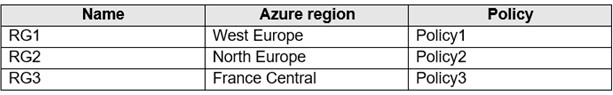 Name Azure region Policy
RG1 West Europe Policy1
RG2 North Europe Policy2
RG3 France Central Policy3